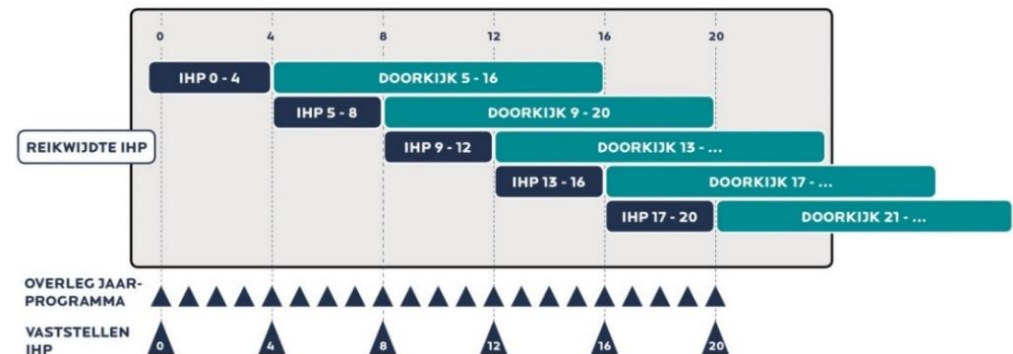 0 4 8 12 16 20
IHP 0 - 4 DOORKIJK 5 - 16
IHP 5 - 8 DOORKIJK 9 - 20
REIKWIJDTE IHP IHP 9 - 12 DOORKIJK 13 - ...
IHP 13 - 16 DOORKIJK 17 - ...
IHP 17 - 20 DOORKIJK 21 - ...
OVERLEG JAAR-
PROGRAMMA
VASTSTELLEN
IHP 0 4 8 12 16 20